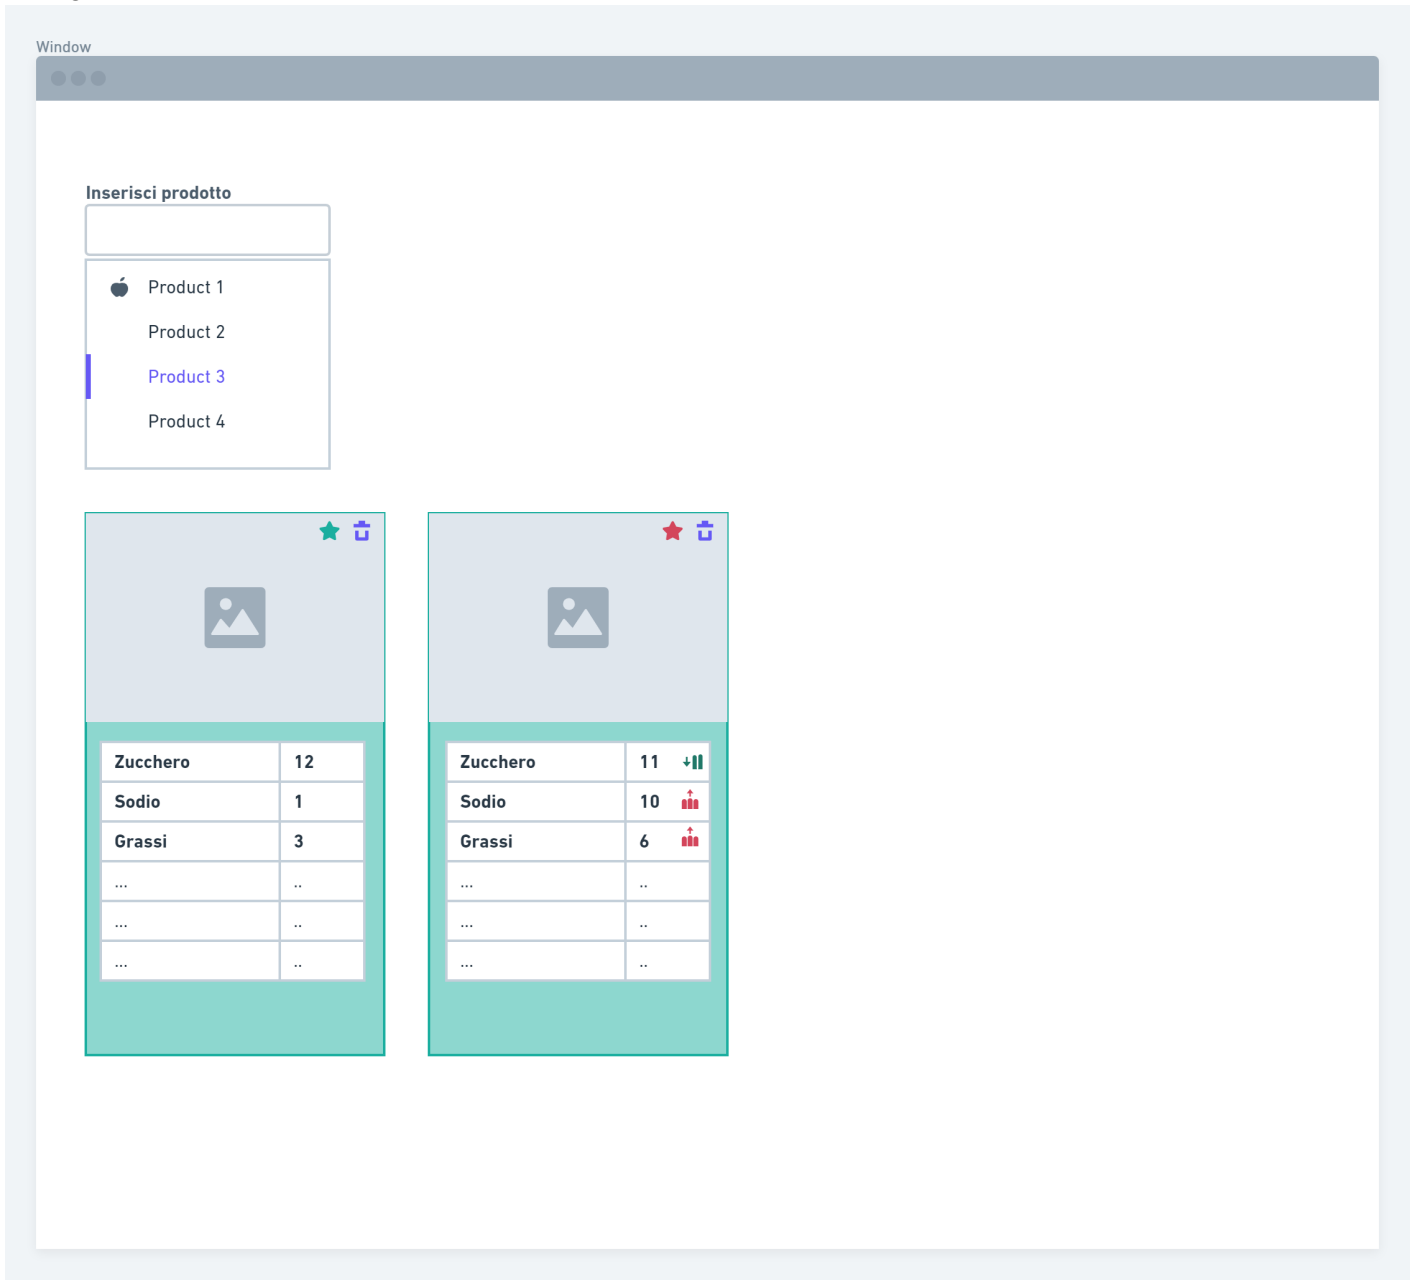 Window
Inserisci prodotto
Product 1
Product 2
Product 3
Product 4
Zucchero 12
Sodio 1
Grassi 3
... ..
... ..
... ..
Zucchero 11
Sodio 10
Grassi 6
... ..
... ..
... ..